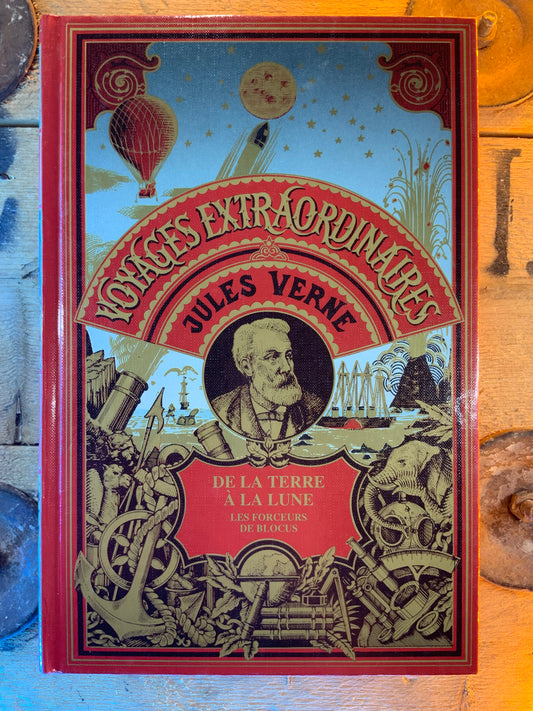 VOYAGES EXTRAORDINAIRES
JULES VERNE
DE LA TERRE
À LA LUNE
LES FORCEURS
DE BLOCUS